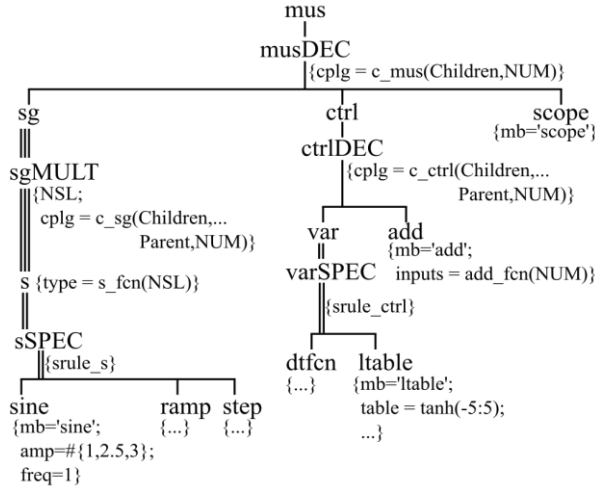 mus
musDEC
{cplg = c_mus(Children,NUM)}
sg
ctrl
scope
{mb='scope'}
sgMULT
{NSL;
cplg = c_sg(Children,...
Parent,NUM)}
ctrlDEC
{cplg = c_ctrl(Children,...
Parent,NUM)}
s {type = s_fcn(NSL)}
var
add
{mb='add';
inputs = add_fcn(NUM)}
varSPEC
{srule_ctrl}
sSPEC
{srule_s}
dtfcn
{...}
ltable
{mb='ltable';
table = tanh(-5:5);
...}
sine
{mb='sine';
amp=#{1,2.5,3};
freq=1}
ramp
{...}
step
{...}